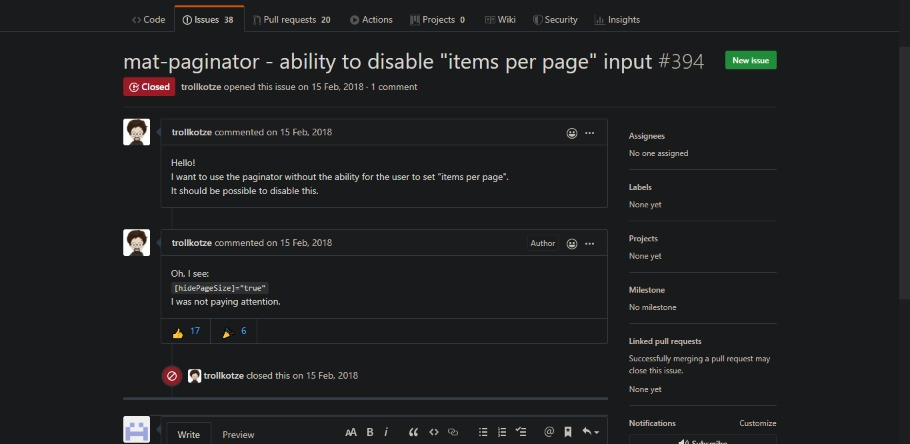 Code Issues 38 Pull requests 20 Actions Projects 0 Wiki Security Insights
mat-paginator - ability to disable "items per page" input #394
New issue
Closed trollkotze opened this issue on 15 Feb, 2018 · 1 comment
trollkotze commented on 15 Feb, 2018
Hello!
I want to use the paginator without the ability for the user to set "items per page".
It should be possible to disable this.
trollkotze commented on 15 Feb, 2018 Author
Oh, I see:
[hidePageSize]="true"
I was not paying attention.
17 6
trollkotze closed this on 15 Feb, 2018
Write Preview
AA B i
Assignees
No one assigned
Labels
None yet
Projects
None yet
Milestone
No milestone
Linked pull requests
Successfully merging a pull request may
close this issue.
None yet
Notifications Customize
Subscribe